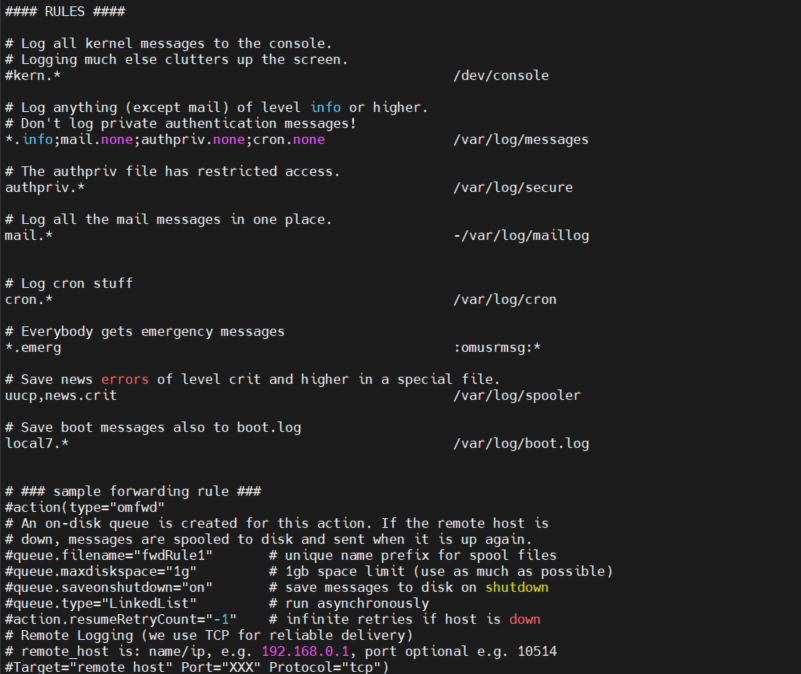 #### RULES ####
# Log all kernel messages to the console.
# Logging much else clutters up the screen.
#kern.* /dev/console
# Log anything (except mail) of level info or higher.
# Don't log private authentication messages!
*.info;mail.none;authpriv.none;cron.none /var/log/messages
# The authpriv file has restricted access.
authpriv.* /var/log/secure
# Log all the mail messages in one place.
mail.* -/var/log/maillog
# Log cron stuff
cron.* /var/log/cron
# Everybody gets emergency messages
*.emerg :omusrmsg:*
# Save news errors of level crit and higher in a special file.
uucp,news.crit /var/log/spooler
# Save boot messages also to boot.log
local7.* /var/log/boot.log
# ### sample forwarding rule ###
#action(type="omfwd"
# An on-disk queue is created for this action. If the remote host is
# down, messages are spooled to disk and sent when it is up again.
#queue.filename="fwdRule1" # unique name prefix for spool files
#queue.maxdiskspace="1g" # 1gb space limit (use as much as possible)
#queue.saveonshutdown="on" # save messages to disk on shutdown
#queue.type="LinkedList" # run asynchronously
#action.resumeRetryCount="-1" # infinite retries if host is down
# Remote Logging (we use TCP for reliable delivery)
# remote_host is: name/ip, e.g. 192.168.0.1, port optional e.g. 10514
#Target="remote_host" Port="XXX" Protocol="tcp")